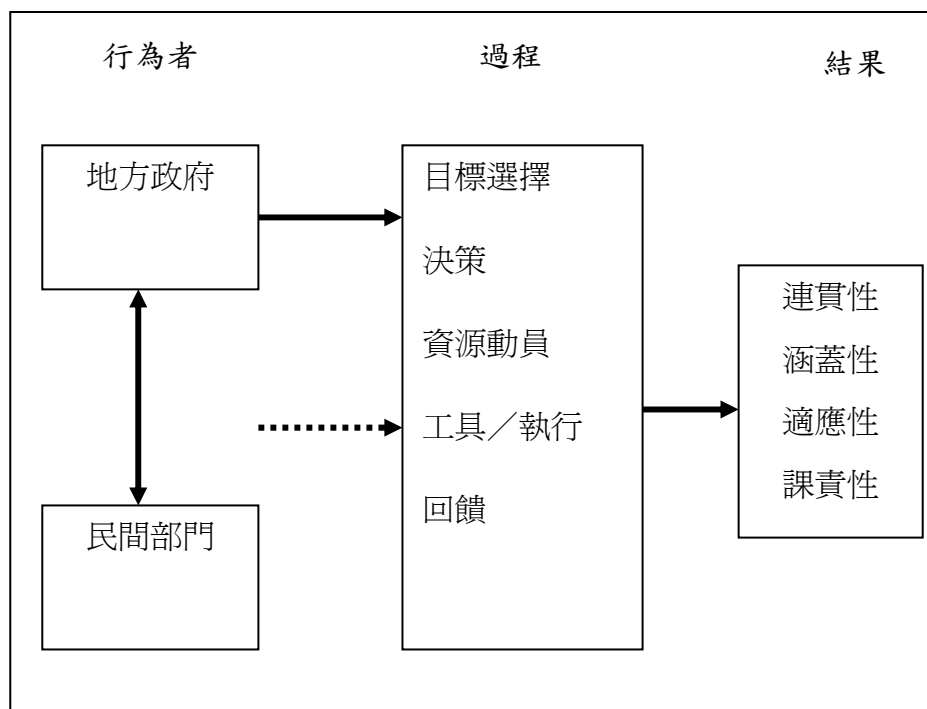 行為者
過程
結果
地方政府
民間部門
目標選擇
決策
資源動員
工具／執行
回饋
連貫性
涵蓋性
適應性
課責性